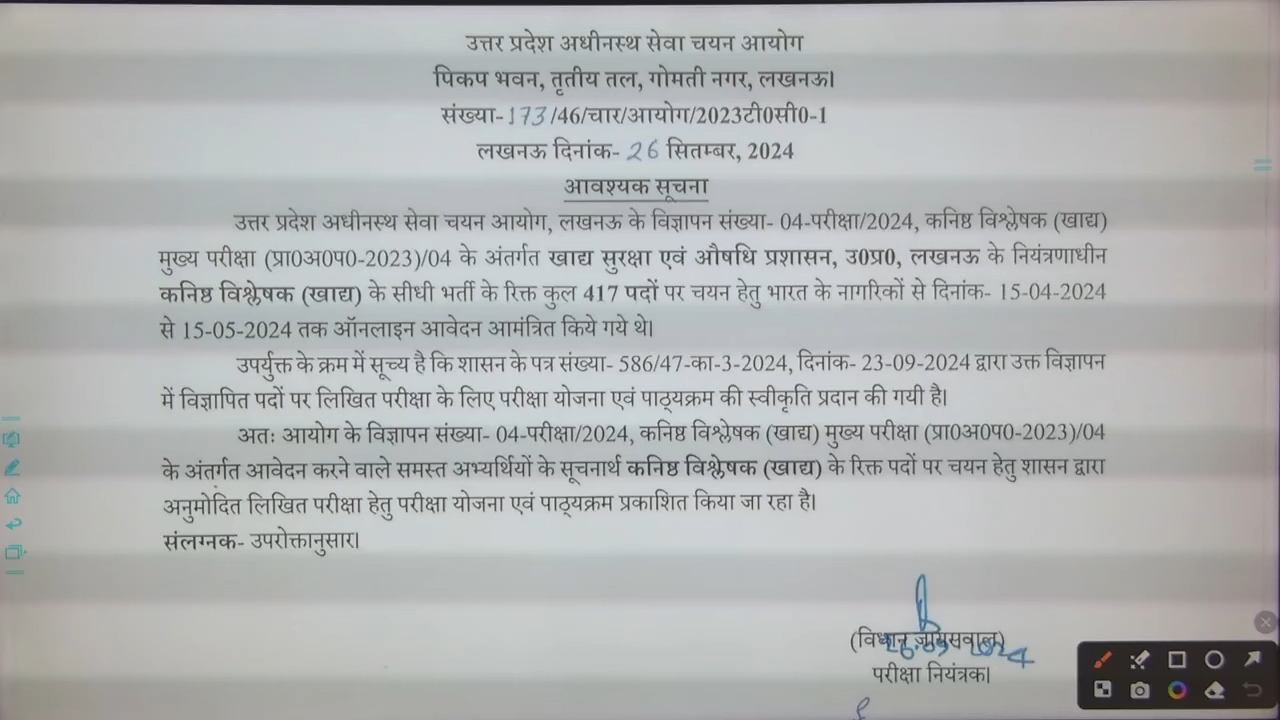 उत्तर प्रदेश अधीनस्थ सेवा चयन आयोग
पिकप भवन, तृतीय तल, गोमती नगर, लखनऊ।
संख्या-173/46/चार/आयोग/2023टी0सी0-1
लखनऊ दिनांक- 26 सितम्बर, 2024
आवश्यक सूचना
उत्तर प्रदेश अधीनस्थ सेवा चयन आयोग, लखनऊ के विज्ञापन संख्या- 04-परीक्षा/2024, कनिष्ठ विश्लेषक (खाद्य)
मुख्य परीक्षा (प्रा0अ0प0-2023)/04 के अंतर्गत खाद्य सुरक्षा एवं औषधि प्रशासन, उ0प्र0, लखनऊ के नियंत्रणाधीन
कनिष्ठ विश्लेषक (खाद्य) के सीधी भर्ती के रिक्त कुल 417 पदों पर चयन हेतु भारत के नागरिकों से दिनांक- 15-04-2024
से 15-05-2024 तक ऑनलाइन आवेदन आमंत्रित किये गये थे।
उपर्युक्त के क्रम में सूच्य है कि शासन के पत्र संख्या- 586/47-का-3-2024, दिनांक- 23-09-2024 द्वारा उक्त विज्ञापन
में विज्ञापित पदों पर लिखित परीक्षा के लिए परीक्षा योजना एवं पाठ्यक्रम की स्वीकृति प्रदान की गयी है।
अतः आयोग के विज्ञापन संख्या- 04-परीक्षा/2024, कनिष्ठ विश्लेषक (खाद्य) मुख्य परीक्षा (प्रा0अ0प0-2023)/04
के अंतर्गत आवेदन करने वाले समस्त अभ्यर्थियों के सूचनार्थ कनिष्ठ विश्लेषक (खाद्य) के रिक्त पदों पर चयन हेतु शासन द्वारा
अनुमोदित लिखित परीक्षा हेतु परीक्षा योजना एवं पाठ्यक्रम प्रकाशित किया जा रहा है।
संलग्नक- उपरोक्तानुसार।
(विधान जायसवाल)
परीक्षा नियंत्रक।